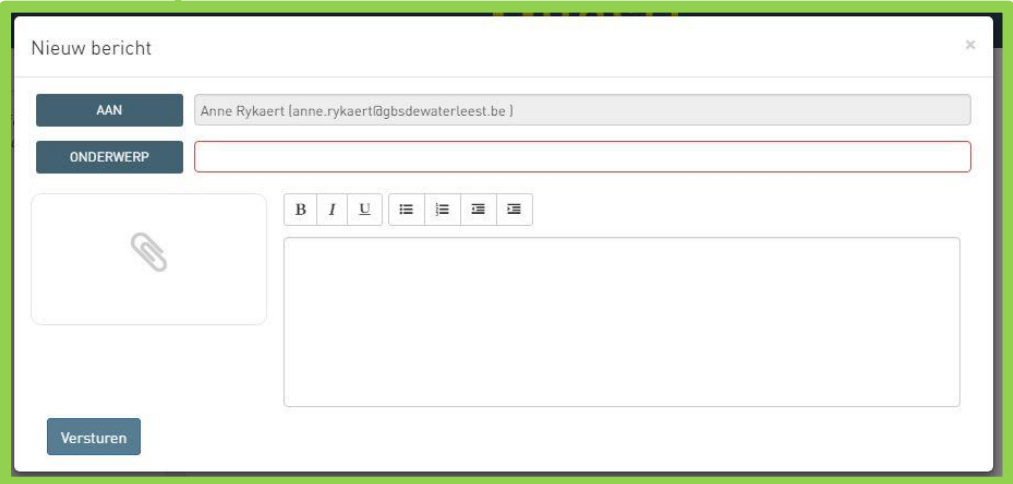 Nieuw bericht
×
AAN
Anne Rykaert (anne.rykaert@gbsdewaterleest.be )
ONDERWERP
B I U
Versturen